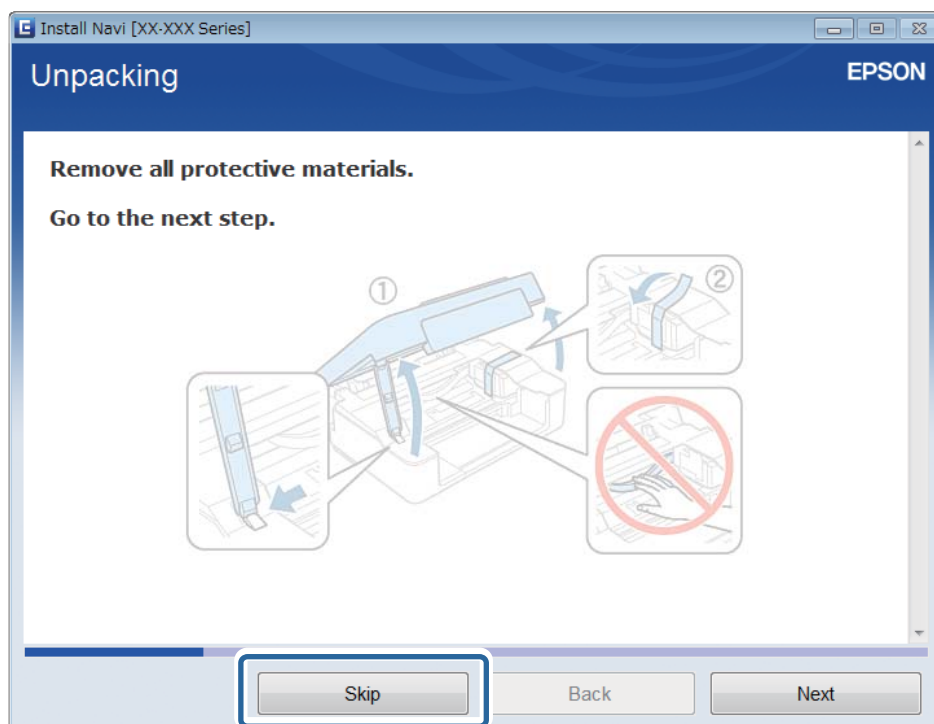 Install Navi [XX-XXX Series]
Unpacking
EPSON
Remove all protective materials.
Go to the next step.
①
②
Skip
Back
Next